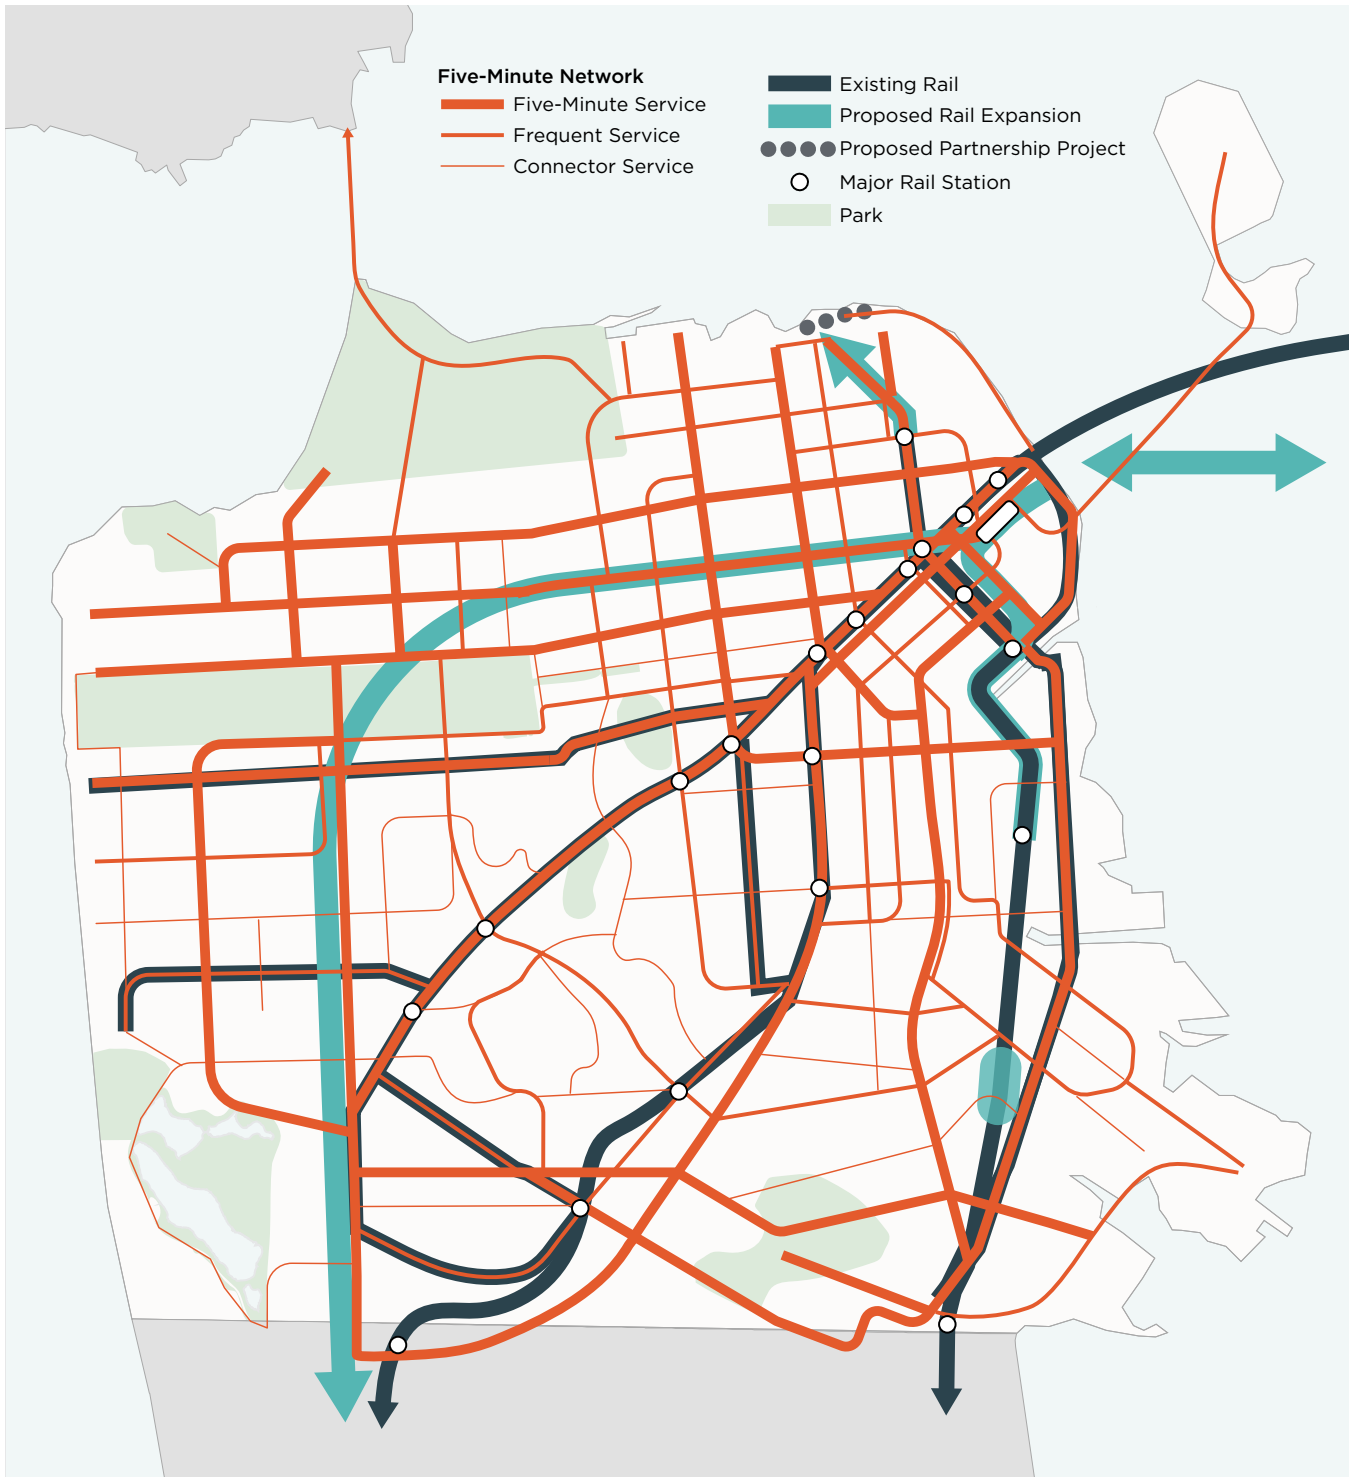 Five-Minute Network
Five-Minute Service
Frequent Service
Connector Service
Existing Rail
Proposed Rail Expansion
Proposed Partnership Project
Major Rail Station
Park